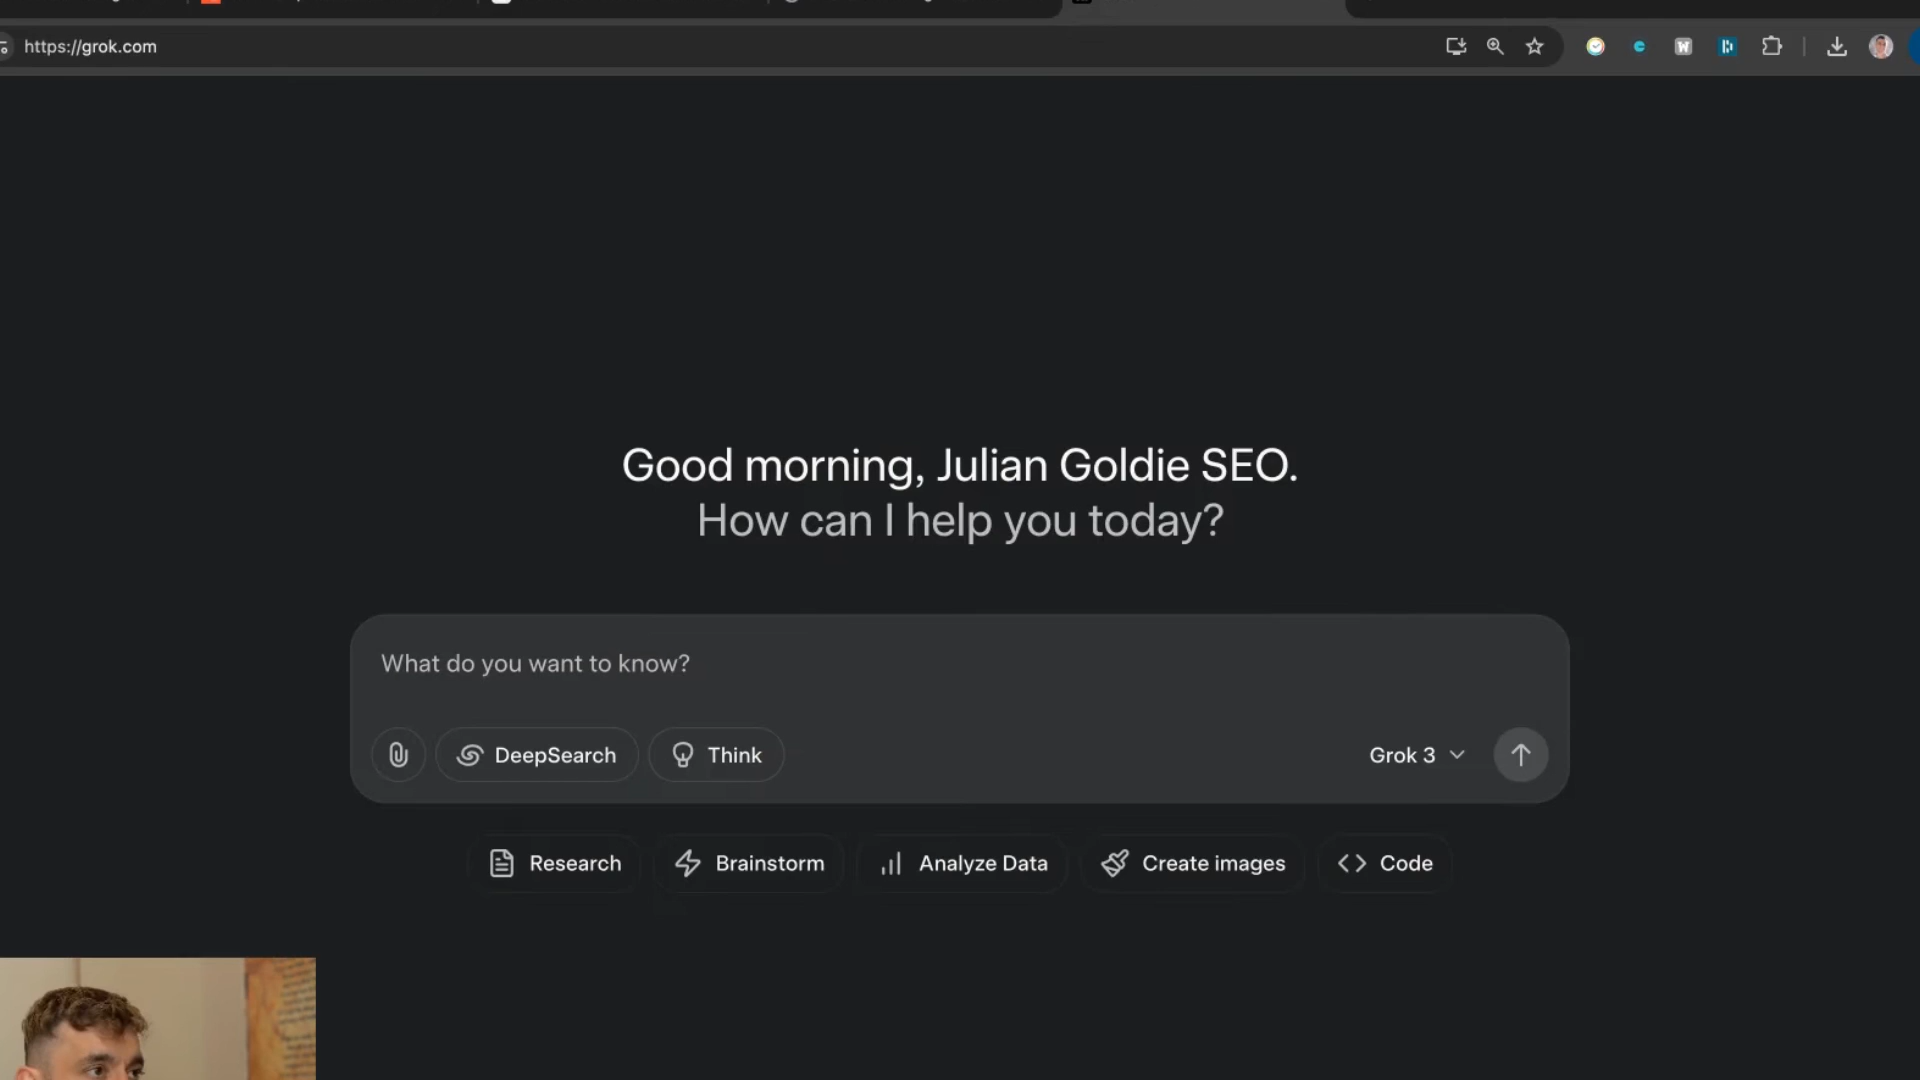 https://grok.com
Good morning, Julian Goldie SEO.
How can I help you today?
What do you want to know?
DeepSearch
Think
Grok 3
Research
Brainstorm
Analyze Data
Create images
Code